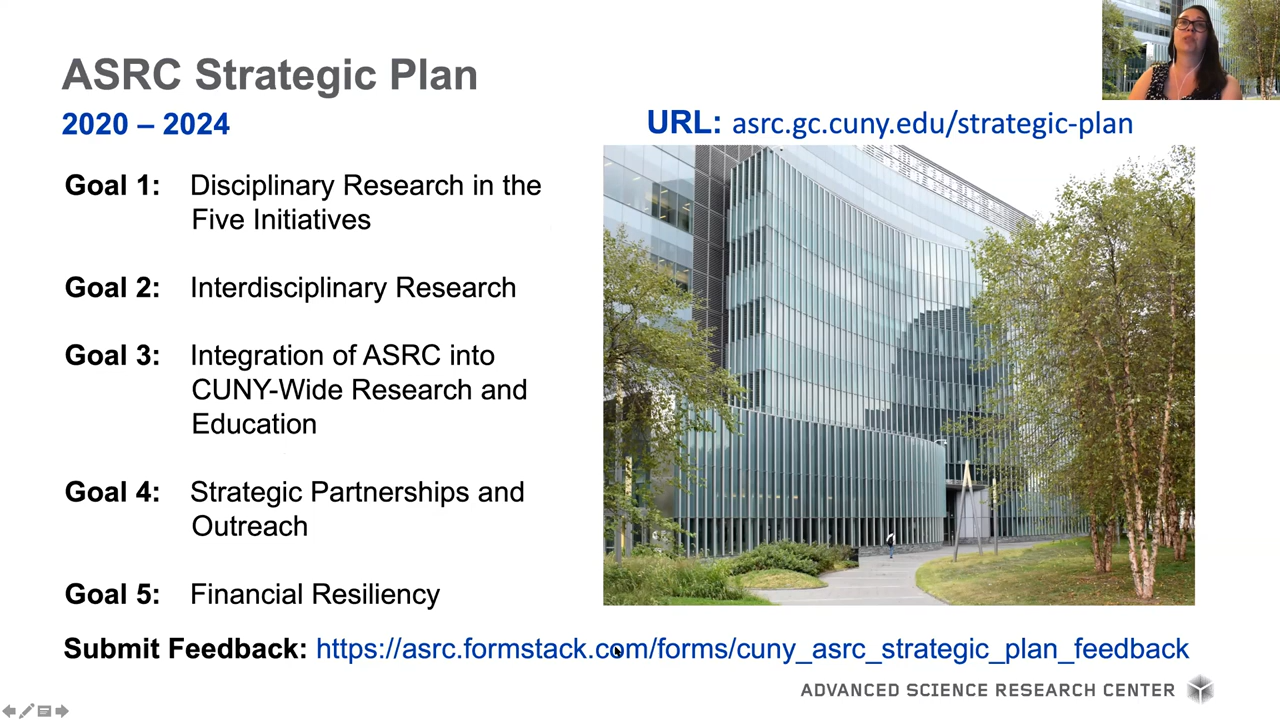 ASRC Strategic Plan
2020 – 2024
URL: asrc.gc.cuny.edu/strategic-plan
Goal 1: Disciplinary Research in the
Five Initiatives
Goal 2: Interdisciplinary Research
Goal 3: Integration of ASRC into
CUNY-Wide Research and
Education
Goal 4: Strategic Partnerships and
Outreach
Goal 5: Financial Resiliency
Submit Feedback: https://asrc.formstack.com/forms/cuny_asrc_strategic_plan_feedback
ADVANCED SCIENCE RESEARCH CENTER